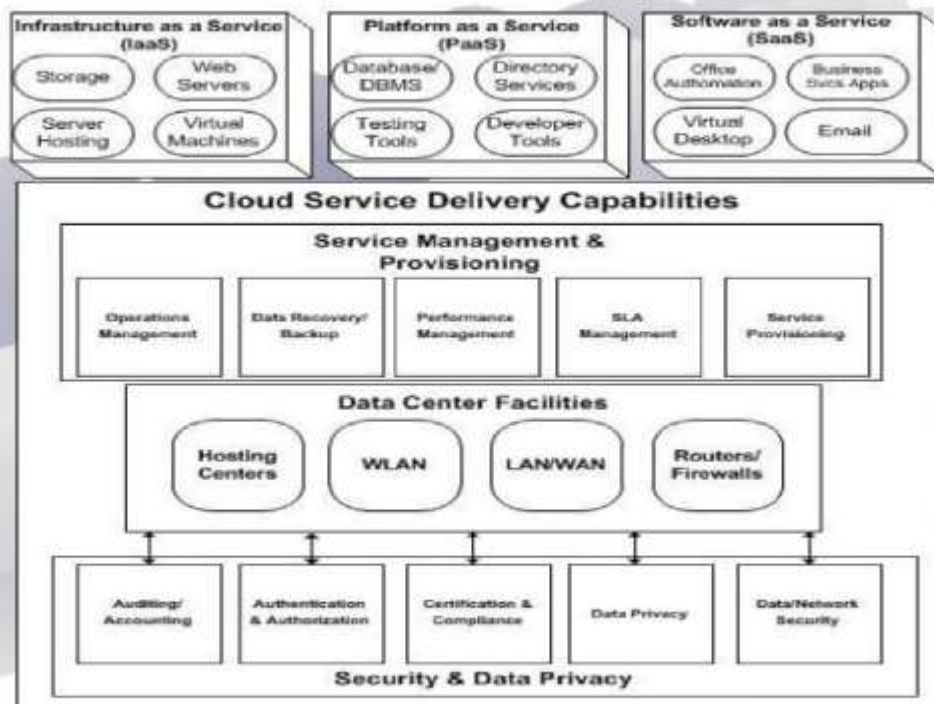 Infrastructure as a Service
(IaaS)
Storage
Web
Servers
Server
Hosting
Virtual
Machines
Platform as a Service
(PaaS)
Database/
DBMS
Directory
Services
Testing
Tools
Developer
Tools
Software as a Service
(SaaS)
Office
Authomation
Business
Svcs Apps
Virtual
Desktop
Email
Cloud Service Delivery Capabilities
Service Management &
Provisioning
Operations
Management
Data Recovery/
Backup
Performance
Management
SLA
Management
Service
Provisioning
Data Center Facilities
Hosting
Centers
WLAN
LAN/WAN
Routers/
Firewalls
Auditing/
Accounting
Authentication
& Authorization
Certification &
Compliance
Data Privacy
Data/Network
Security
Security & Data Privacy